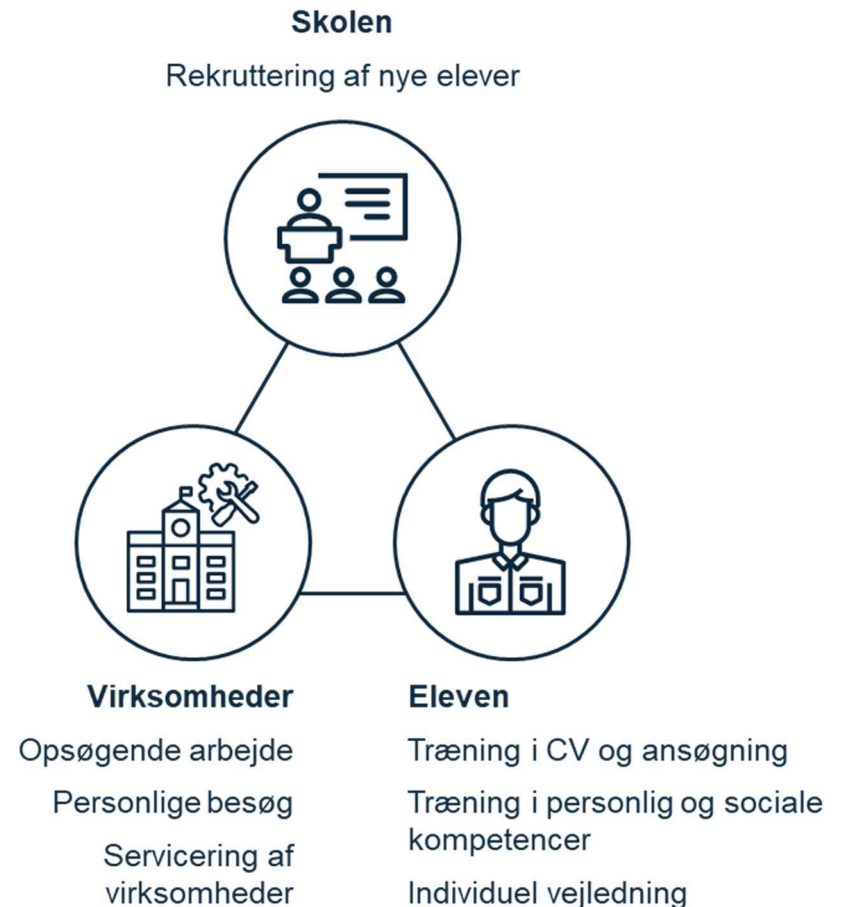 Skolen
Rekruttering af nye elever
Virksomheder
Opsøgende arbejde
Personlige besøg
Servicering af
virksomheder
Eleven
Træning i CV og ansøgning
Træning i personlig og sociale
kompetencer
Individuel vejledning